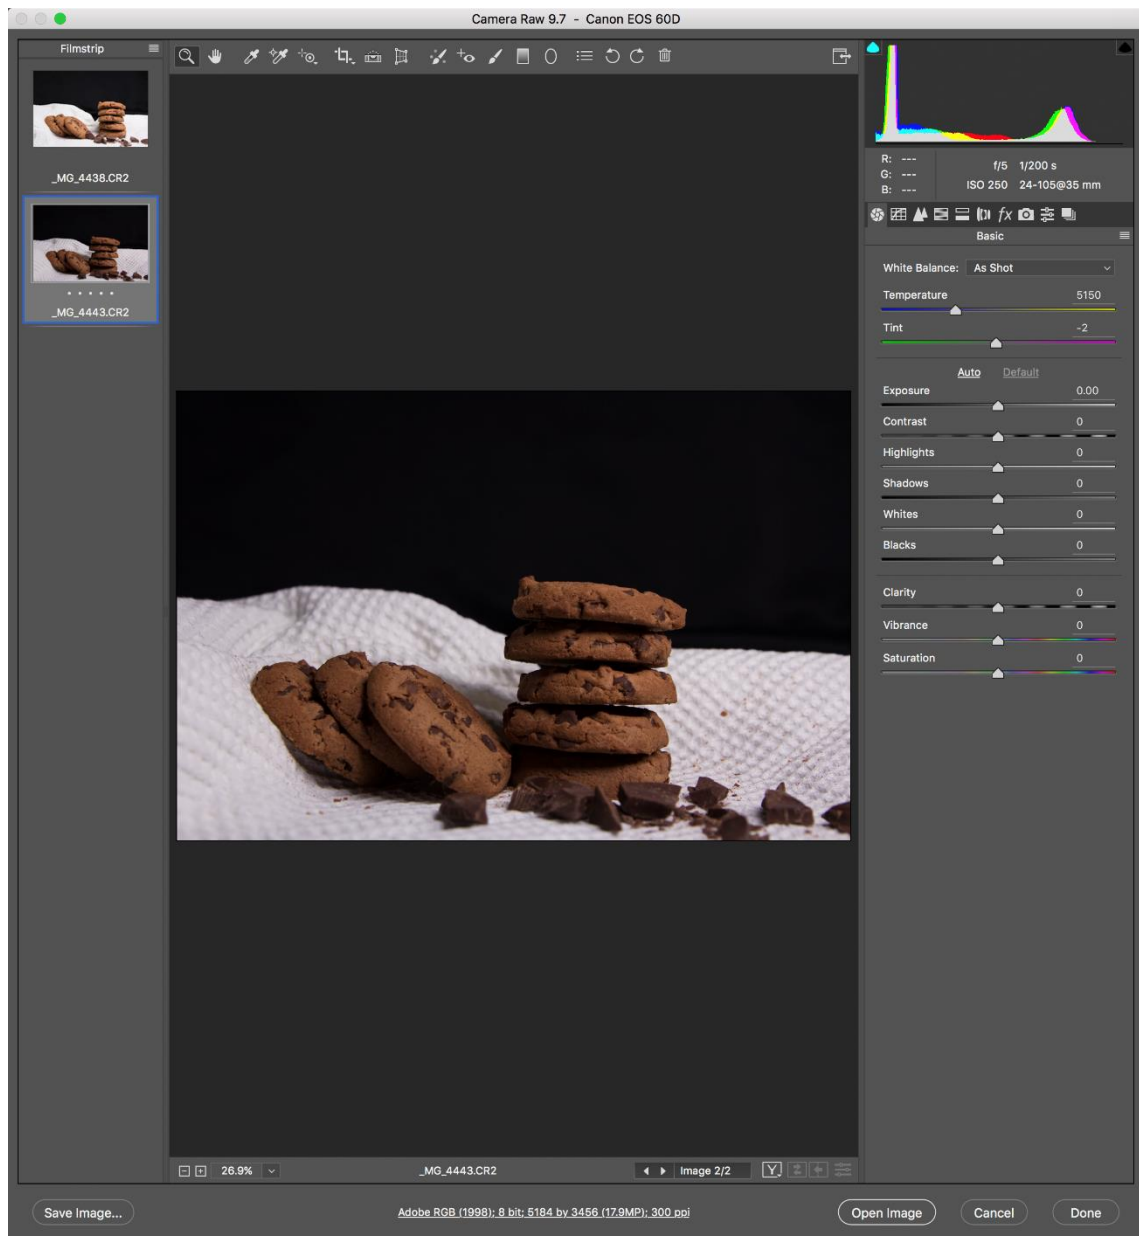 Camera Raw 9.7 - Canon EOS 60D
Filmstrip
_MG_4438.CR2
_MG_4443.CR2
R: ---
G: ---
B: ---
f/5 1/200 s
ISO 250 24-105@35 mm
fx
Basic
White Balance: As Shot
Temperature 5150
Tint -2
Auto Default
Exposure 0.00
Contrast 0
Highlights 0
Shadows 0
Whites 0
Blacks 0
Clarity 0
Vibrance 0
Saturation 0
26.9%
_MG_4443.CR2
Image 2/2
Y
Save Image...
Adobe RGB (1998); 8 bit; 5184 by 3456 (17.9MP); 300 ppi
Open Image
Cancel
Done